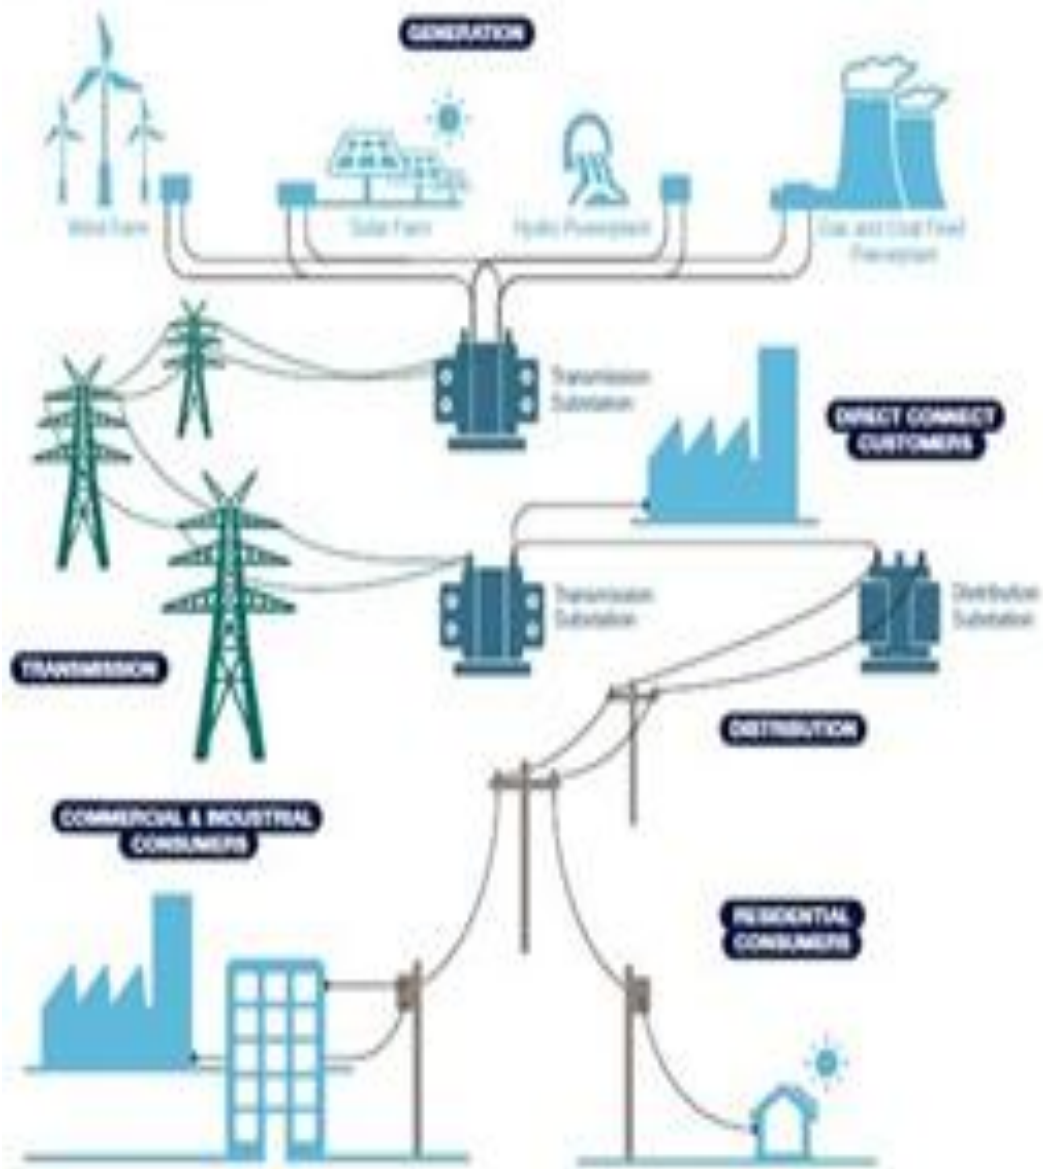 GENERATION
Wind Farm
Solar Farm
Hydro Powerplant
Gas and Coal Fired
Powerplant
Transmission
Substation
DIRECT CONNECT
CUSTOMERS
Transmission
Substation
Distribution
Substation
TRANSMISSION
DISTRIBUTION
COMMERCIAL & INDUSTRIAL
CONSUMERS
RESIDENTIAL
CONSUMERS